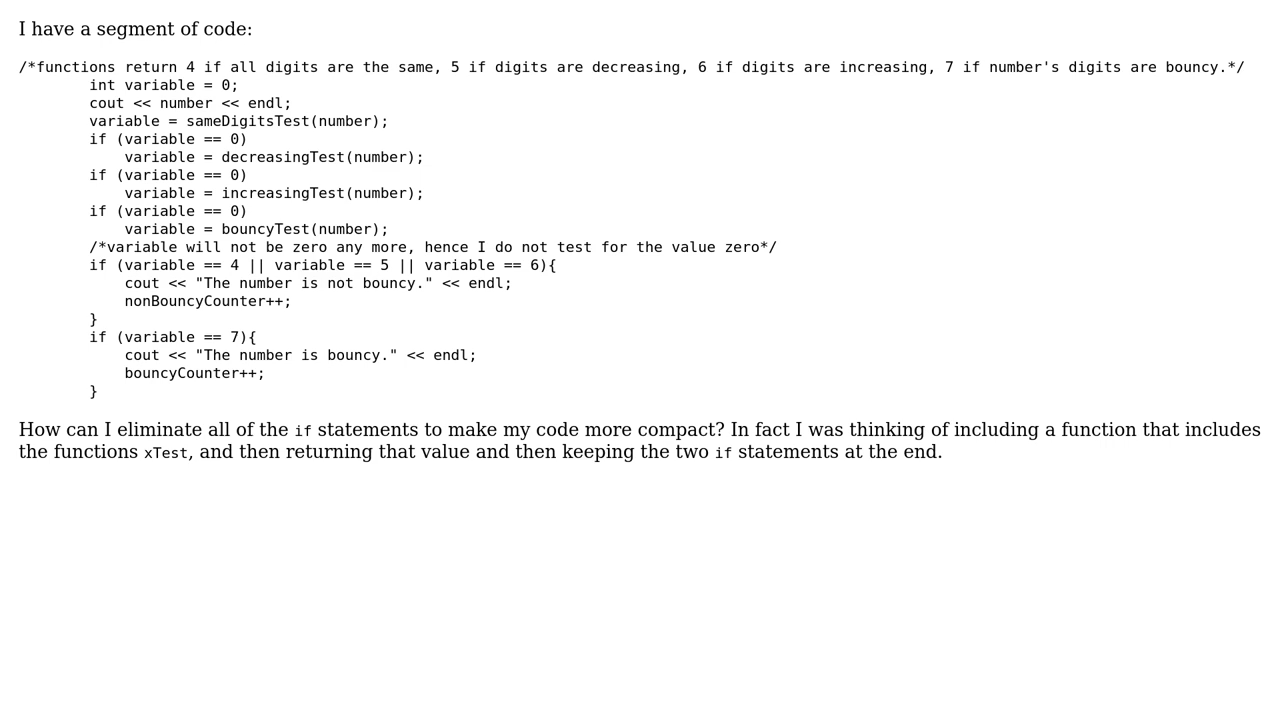 I have a segment of code:
/*functions return 4 if all digits are the same, 5 if digits are decreasing, 6 if digits are increasing, 7 if number's digits are bouncy.*/
        int variable = 0;
        cout << number << endl;
        variable = sameDigitsTest(number);
        if (variable == 0)
            variable = decreasingTest(number);
        if (variable == 0)
            variable = increasingTest(number);
        if (variable == 0)
            variable = bouncyTest(number);
        /*variable will not be zero any more, hence I do not test for the value zero*/
        if (variable == 4 || variable == 5 || variable == 6){
            cout << "The number is not bouncy." << endl;
            nonBouncyCounter++;
        }
        if (variable == 7){
            cout << "The number is bouncy." << endl;
            bouncyCounter++;
        }
How can I eliminate all of the if statements to make my code more compact? In fact I was thinking of including a function that includes
the functions xTest, and then returning that value and then keeping the two if statements at the end.